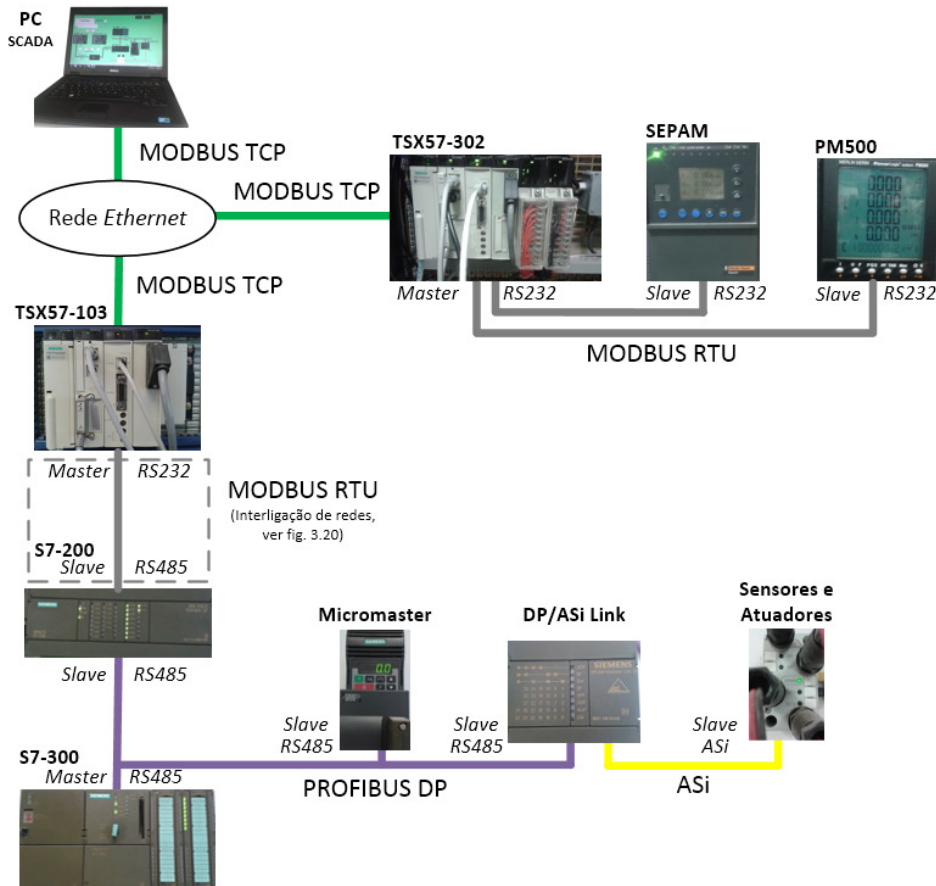 PC
SCADA
MODBUS TCP
Rede Ethernet
MODBUS TCP
MODBUS TCP
TSX57-302
SEPAM
PM500
Master
RS232
Slave
RS232
Slave
RS232
MODBUS RTU
TSX57-103
Master
RS232
MODBUS RTU
(Interligação de redes,
ver fig. 3.20)
S7-200
Slave
RS485
Slave
RS485
Micromaster
DP/ASi Link
Sensores e
Atuadores
SIEMENS
0.0
Slave
RS485
Slave
RS485
Slave
ASi
S7-300
Master
RS485
PROFIBUS DP
ASi